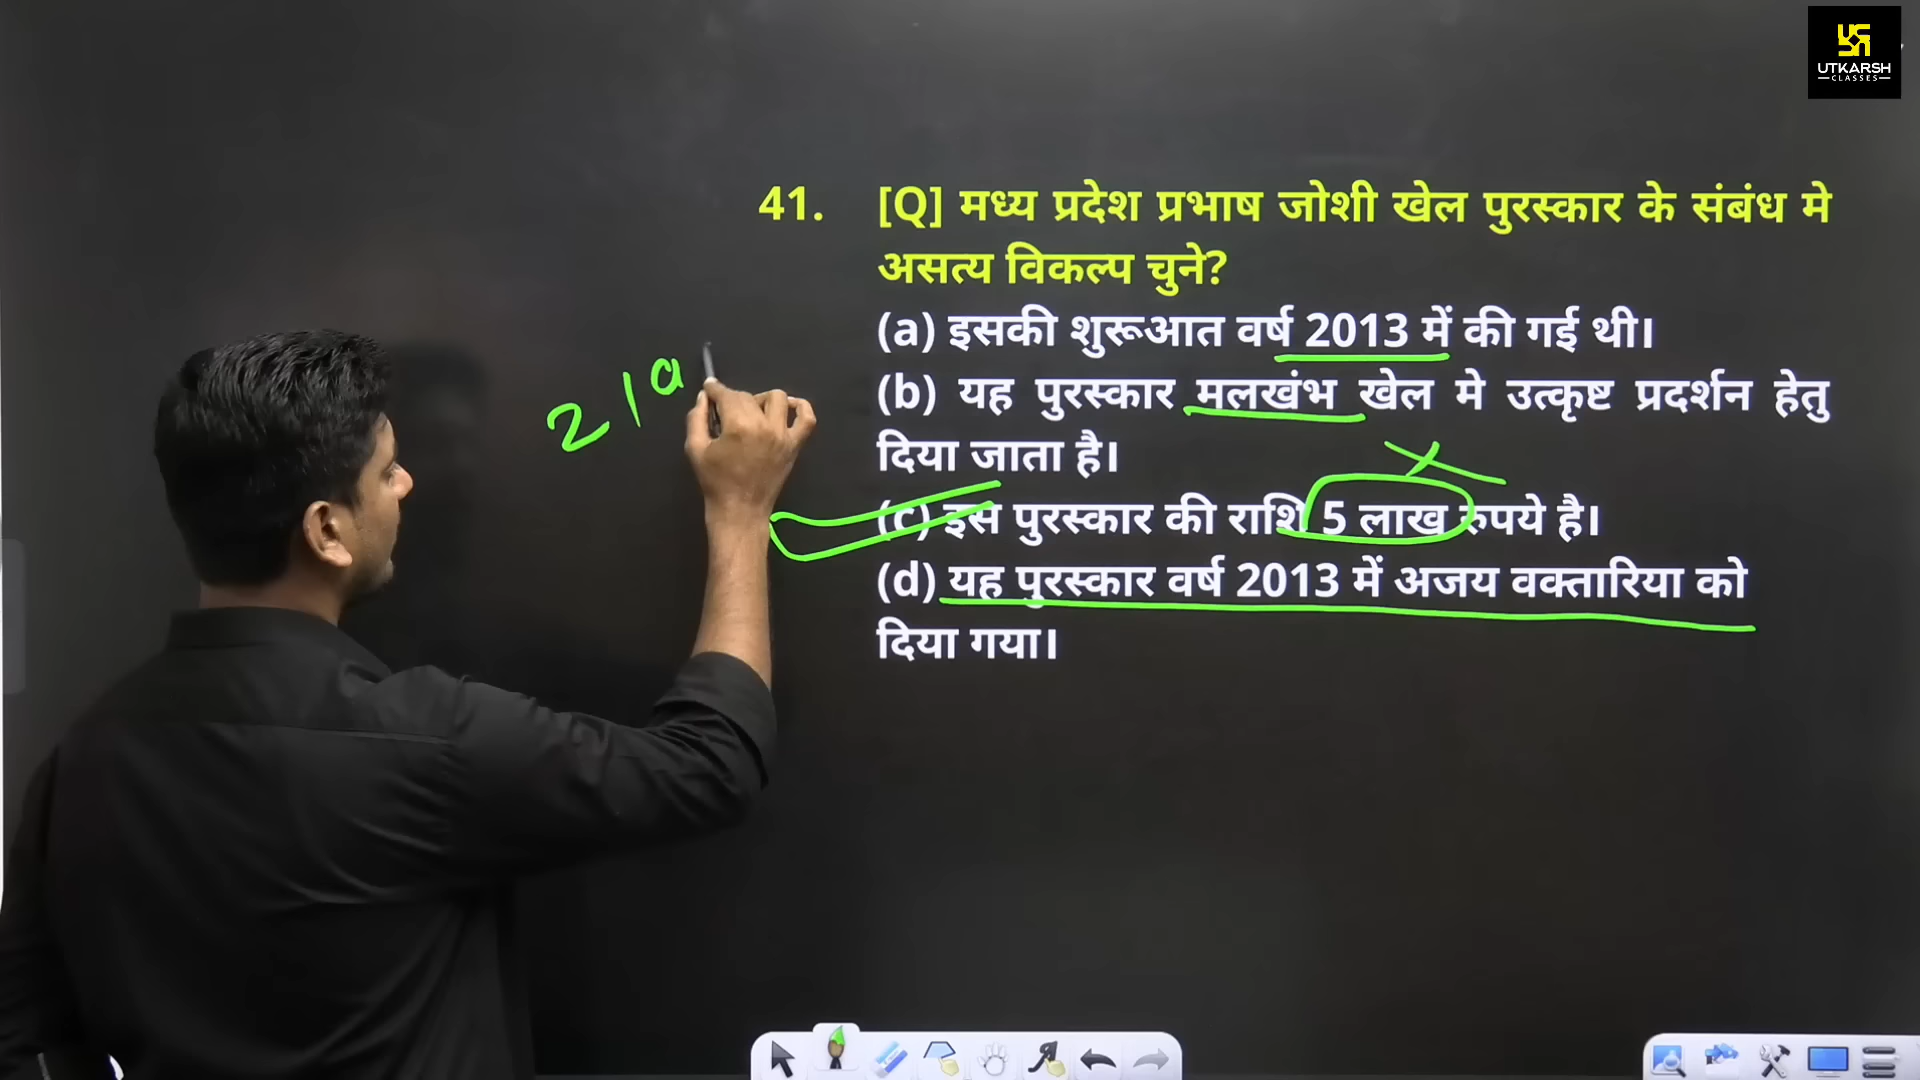 UTKARSH
CLASSES
41. [Q] मध्य प्रदेश प्रभाष जोशी खेल पुरस्कार के संबंध मे
असत्य विकल्प चुने?
(a) इसकी शुरूआत वर्ष 2013 में की गई थी।
(b) यह पुरस्कार मलखंभ खेल मे उत्कृष्ट प्रदर्शन हेतु
दिया जाता है।
(c) इस पुरस्कार की राशि 5 लाख रुपये है।
(d) यह पुरस्कार वर्ष 2013 में अजय वक्तारिया को
दिया गया।